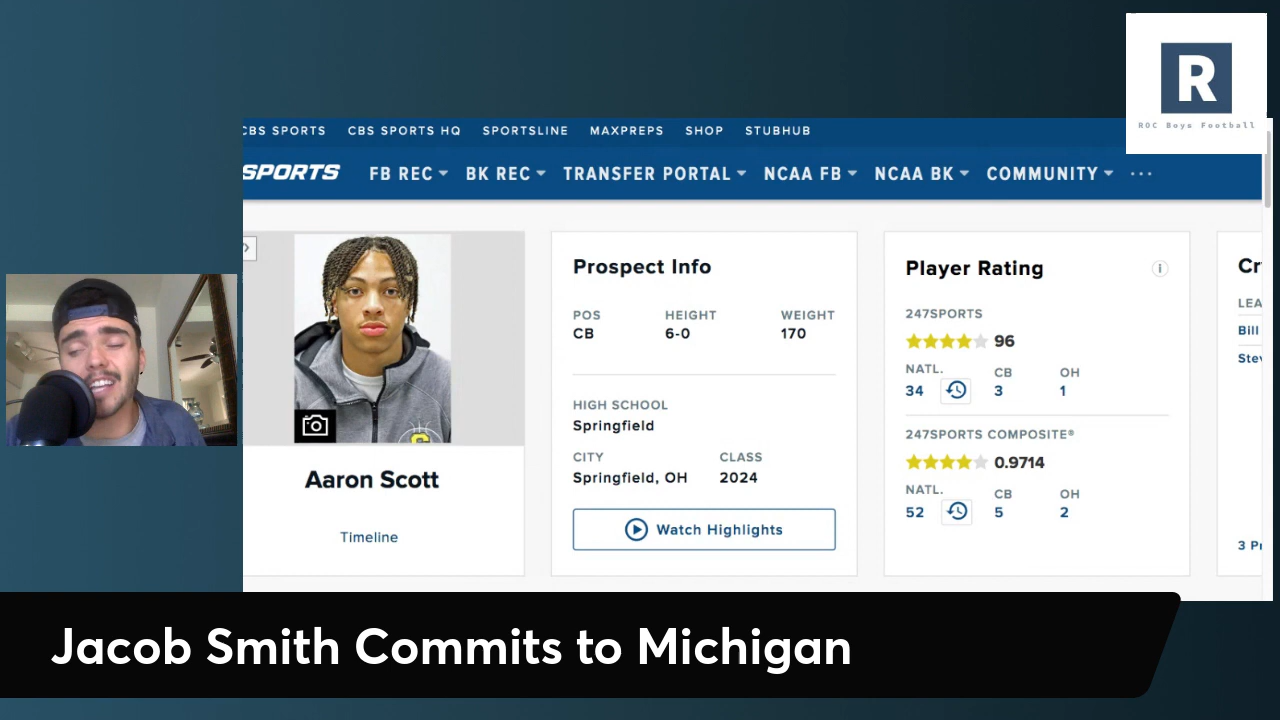 R
ROC Boys Football
CBS SPORTS CBS SPORTS HQ SPORTSLINE MAXPREPS SHOP STUBHUB
SPORTS FB REC BK REC TRANSFER PORTAL NCAA FB NCAA BK COMMUNITY ...
Prospect Info
POS HEIGHT WEIGHT
CB 6-0 170
HIGH SCHOOL
Springfield
CITY CLASS
Springfield, OH 2024
Watch Highlights
Aaron Scott
Timeline
Player Rating
247SPORTS
96
NATL. CB OH
34 3 1
247SPORTS COMPOSITE®
0.9714
NATL. CB OH
52 5 2
Bill
3
Jacob Smith Commits to Michigan